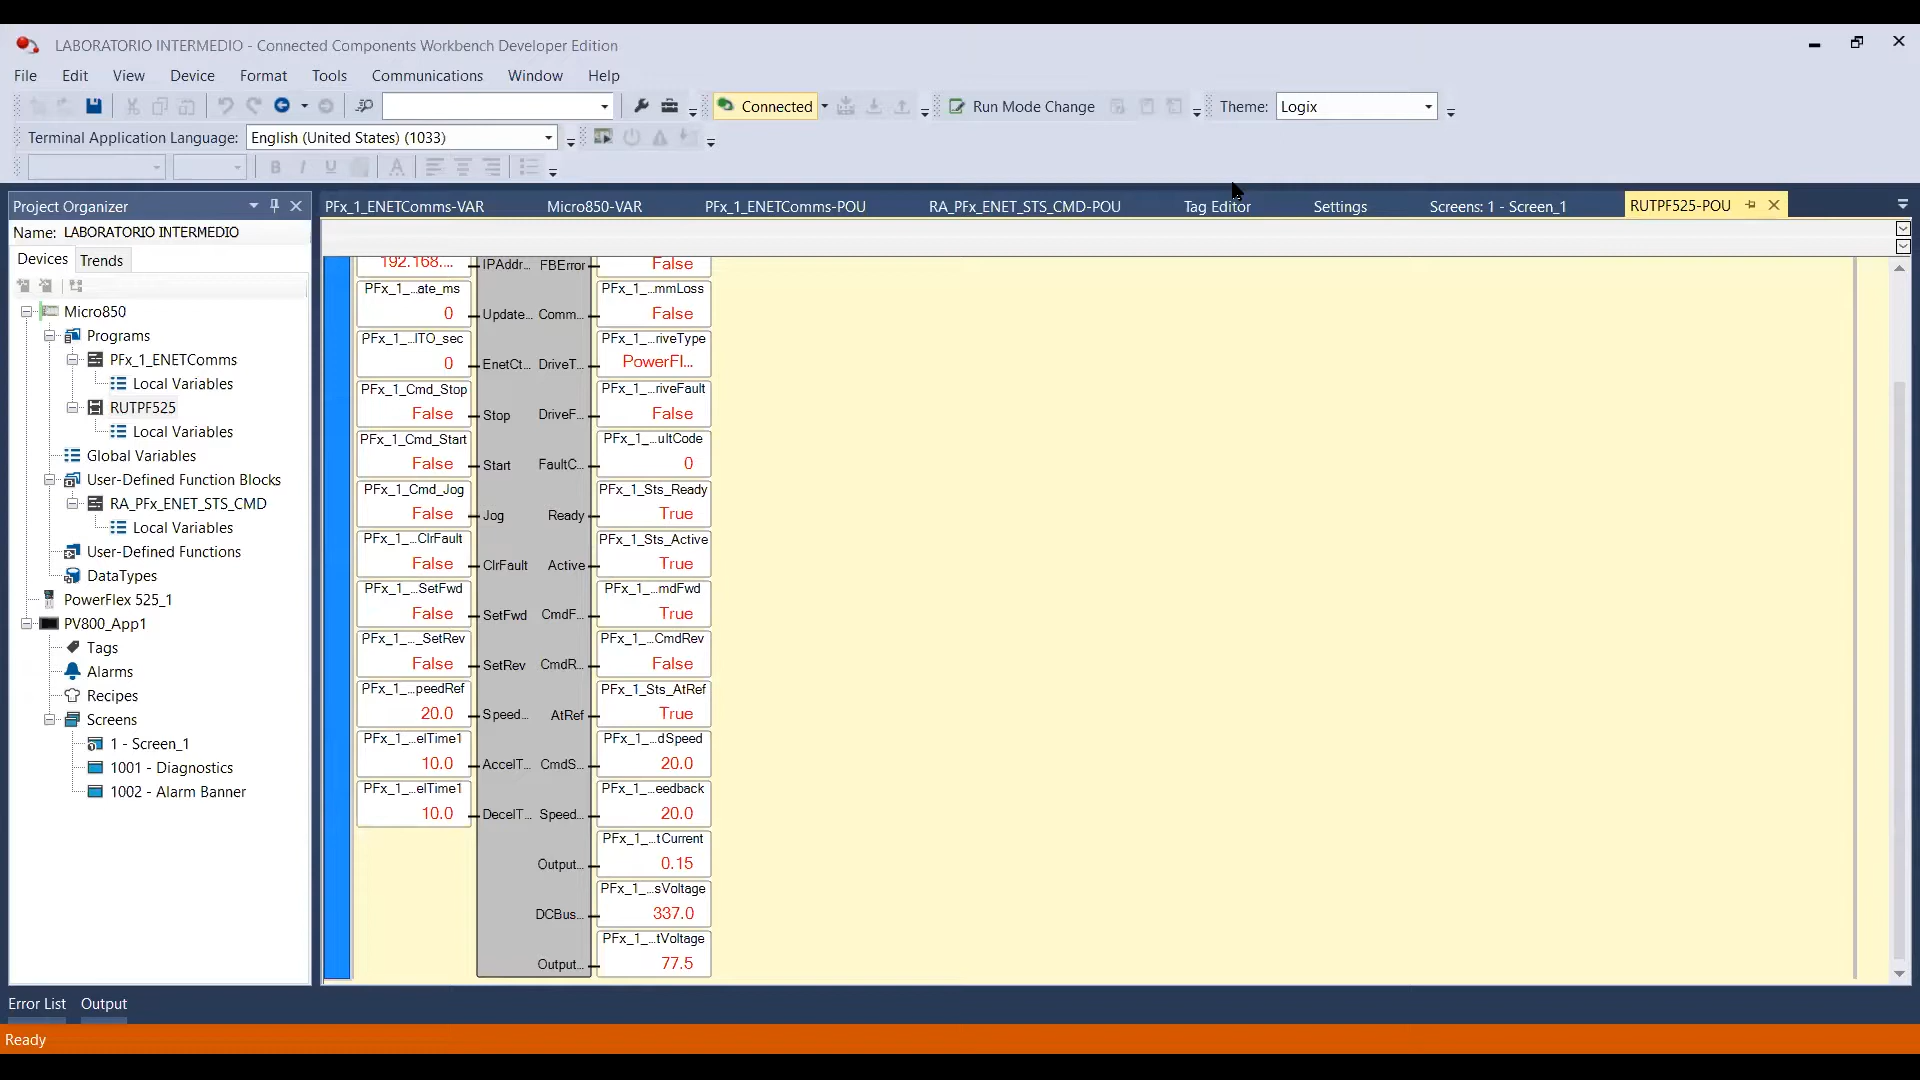 LABORATORIO INTERMEDIO - Connected Components Workbench Developer Edition
File Edit View Device Format Tools Communications Window Help
Connected Run Mode Change Theme: Logix
Terminal Application Language: English (United States) (1033)
B I U A
Project Organizer
Name: LABORATORIO INTERMEDIO
Devices Trends
Micro850
Programs
PFx_1_ENETComms
Local Variables
RUTPF525
Local Variables
Global Variables
User-Defined Function Blocks
RA_PFx_ENET_STS_CMD
Local Variables
User-Defined Functions
DataTypes
PowerFlex 525_1
PV800_App1
Tags
Alarms
Recipes
Screens
1 - Screen_1
1001 - Diagnostics
1002 - Alarm Banner
PFx_1_ENETComms-VAR Micro850-VAR PFx_1_ENETComms-POU RA_PFx_ENET_STS_CMD-POU Tag Editor Settings Screens: 1 - Screen_1 RUTPF525-POU
192.168.... IPAddr... FBError False
PFx_1_...ate_ms PFx_1_...mmLoss
0 Update... Comm... False
PFx_1_...lTO_sec PFx_1_...riveType
0 EnetCt... DriveT... PowerFl...
PFx_1_Cmd_Stop PFx_1_...riveFault
False Stop DriveF... False
PFx_1_Cmd_Start PFx_1_...ultCode
False Start FaultC... 0
PFx_1_Cmd_Jog PFx_1_Sts_Ready
False Jog Ready True
PFx_1_...ClrFault PFx_1_Sts_Active
False ClrFault Active True
PFx_1_...SetFwd PFx_1_...mdFwd
False SetFwd CmdF... True
PFx_1_..._SetRev PFx_1_...CmdRev
False SetRev CmdR... False
PFx_1_...peedRef PFx_1_Sts_AtRef
20.0 Speed... AtRef True
PFx_1_...elTime1 PFx_1_...dSpeed
10.0 AccelT... CmdS... 20.0
PFx_1_...elTime1 PFx_1_...eedback
10.0 DecelT... Speed... 20.0
PFx_1_...tCurrent
Output... 0.15
PFx_1_...sVoltage
DCBus... 337.0
PFx_1_...tVoltage
Output... 77.5
Error List Output
Ready